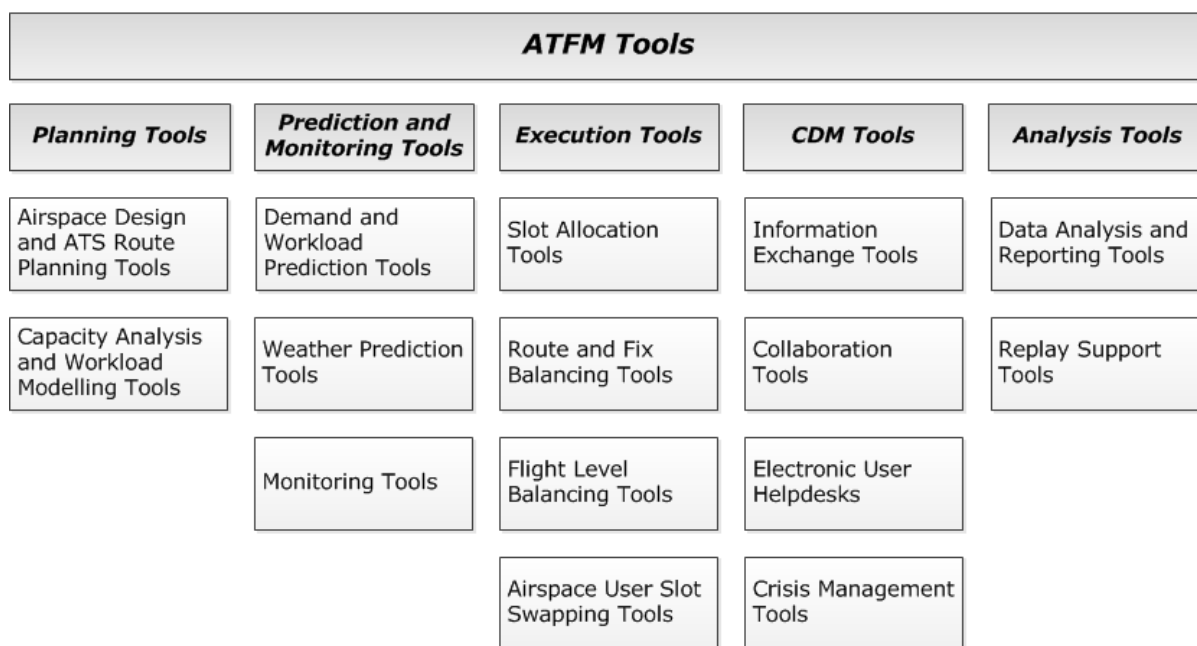 ATFM Tools
Planning Tools
Airspace Design
and ATS Route
Planning Tools
Capacity Analysis
and Workload
Modelling Tools
Prediction and
Monitoring Tools
Demand and
Workload
Prediction Tools
Weather Prediction
Tools
Monitoring Tools
Execution Tools
Slot Allocation
Tools
Route and Fix
Balancing Tools
Flight Level
Balancing Tools
Airspace User Slot
Swapping Tools
CDM Tools
Information
Exchange Tools
Collaboration
Tools
Electronic User
Helpdesks
Crisis Management
Tools
Analysis Tools
Data Analysis and
Reporting Tools
Replay Support
Tools